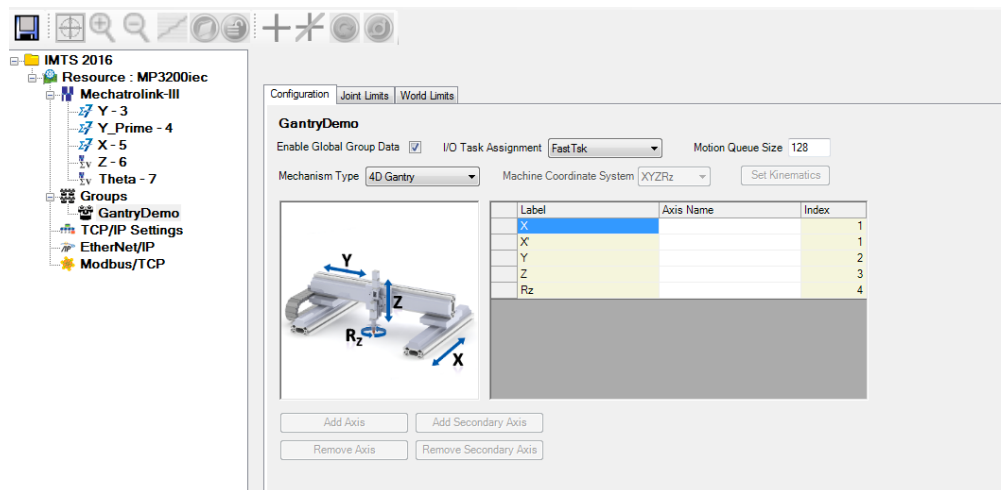 IMTS 2016
Resource : MP3200iec
Mechatrolink-III
Y - 3
Y_Prime - 4
X - 5
Z - 6
Theta - 7
Groups
GantryDemo
TCP/IP Settings
EtherNet/IP
Modbus/TCP
Configuration Joint Limits World Limits
GantryDemo
Enable Global Group Data I/O Task Assignment FastTsk Motion Queue Size 128
Mechanism Type 4D Gantry Machine Coordinate System XYZRz Set Kinematics
Label Axis Name Index
X 1
X' 1
Y 2
Z 3
Rz 4
Y
Z
Rz
X
Add Axis Add Secondary Axis
Remove Axis Remove Secondary Axis